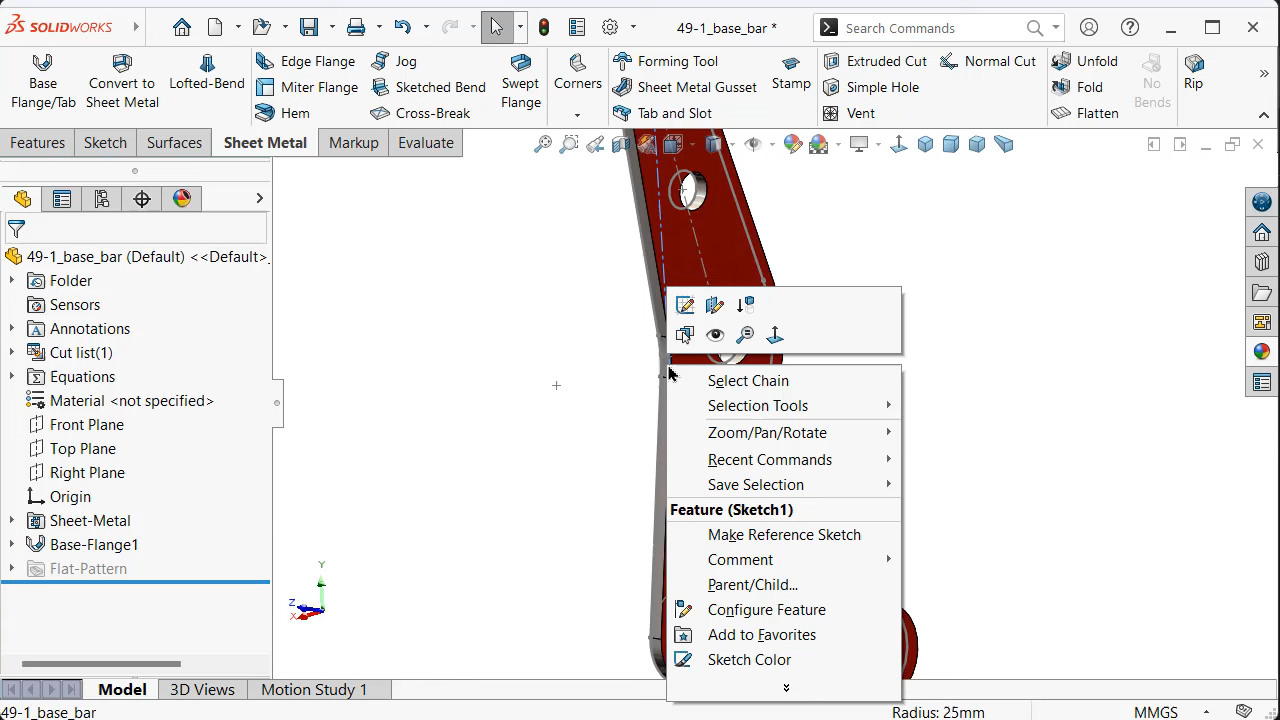 SOLIDWORKS
49-1_base_bar *
Search Commands
Base Flange/Tab
Convert to Sheet Metal
Lofted-Bend
Edge Flange
Miter Flange
Hem
Jog
Sketched Bend
Cross-Break
Swept Flange
Corners
Forming Tool
Sheet Metal Gusset
Tab and Slot
Stamp
Extruded Cut
Simple Hole
Vent
Normal Cut
Unfold
Fold
Flatten
No Bends
Rip
Features
Sketch
Surfaces
Sheet Metal
Markup
Evaluate
49-1_base_bar (Default) <<Default>_
Folder
Sensors
Annotations
Cut list(1)
Equations
Material <not specified>
Front Plane
Top Plane
Right Plane
Origin
Sheet-Metal
Base-Flange1
Flat-Pattern
Y
Z
X
Select Chain
Selection Tools
Zoom/Pan/Rotate
Recent Commands
Save Selection
Feature (Sketch1)
Make Reference Sketch
Comment
Parent/Child...
Configure Feature
Add to Favorites
Sketch Color
Model
3D Views
Motion Study 1
49-1_base_bar
Radius: 25mm
MMGS